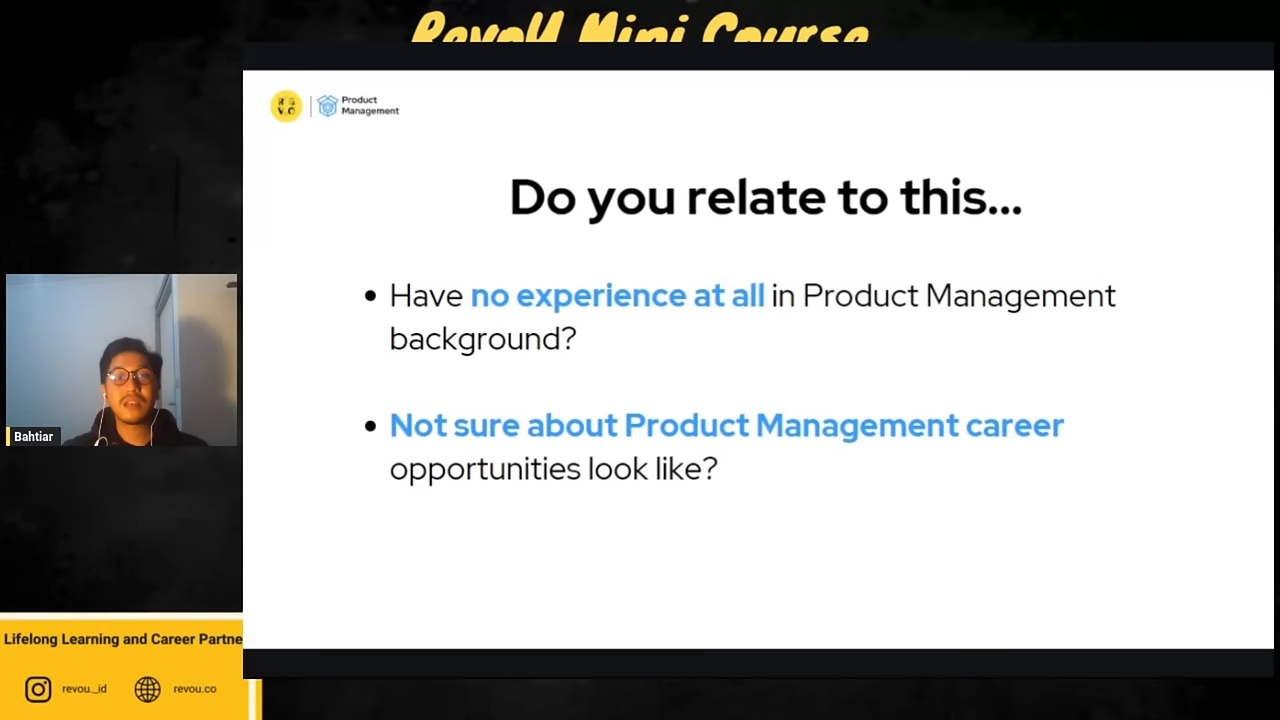 RevoU Mini Course
Product
Management
Do you relate to this...
• Have no experience at all in Product Management
background?
• Not sure about Product Management career
opportunities look like?
Bahtiar
Lifelong Learning and Career Partne
revou_id
revou.co